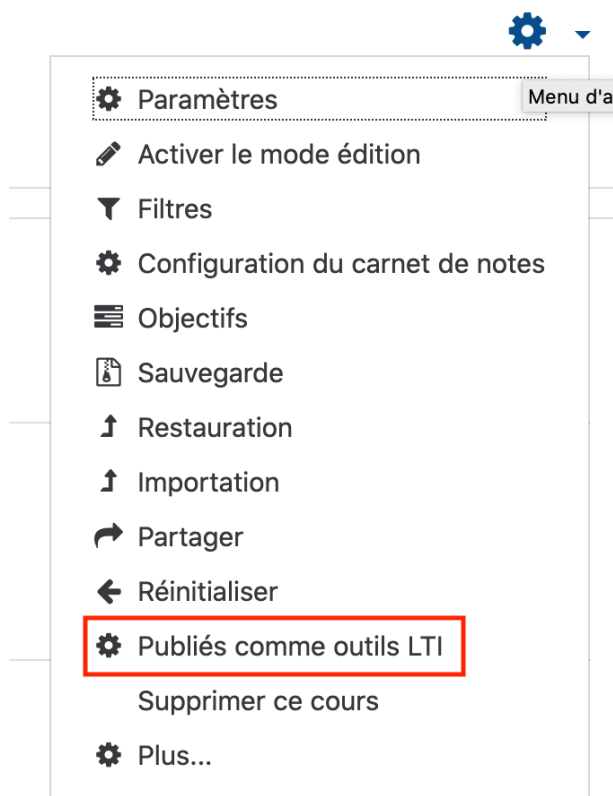 Paramètres
Menu d'a
Activer le mode édition
Filtres
Configuration du carnet de notes
Objectifs
Sauvegarde
Restauration
Importation
Partager
Réinitialiser
Publiés comme outils LTI
Supprimer ce cours
Plus...